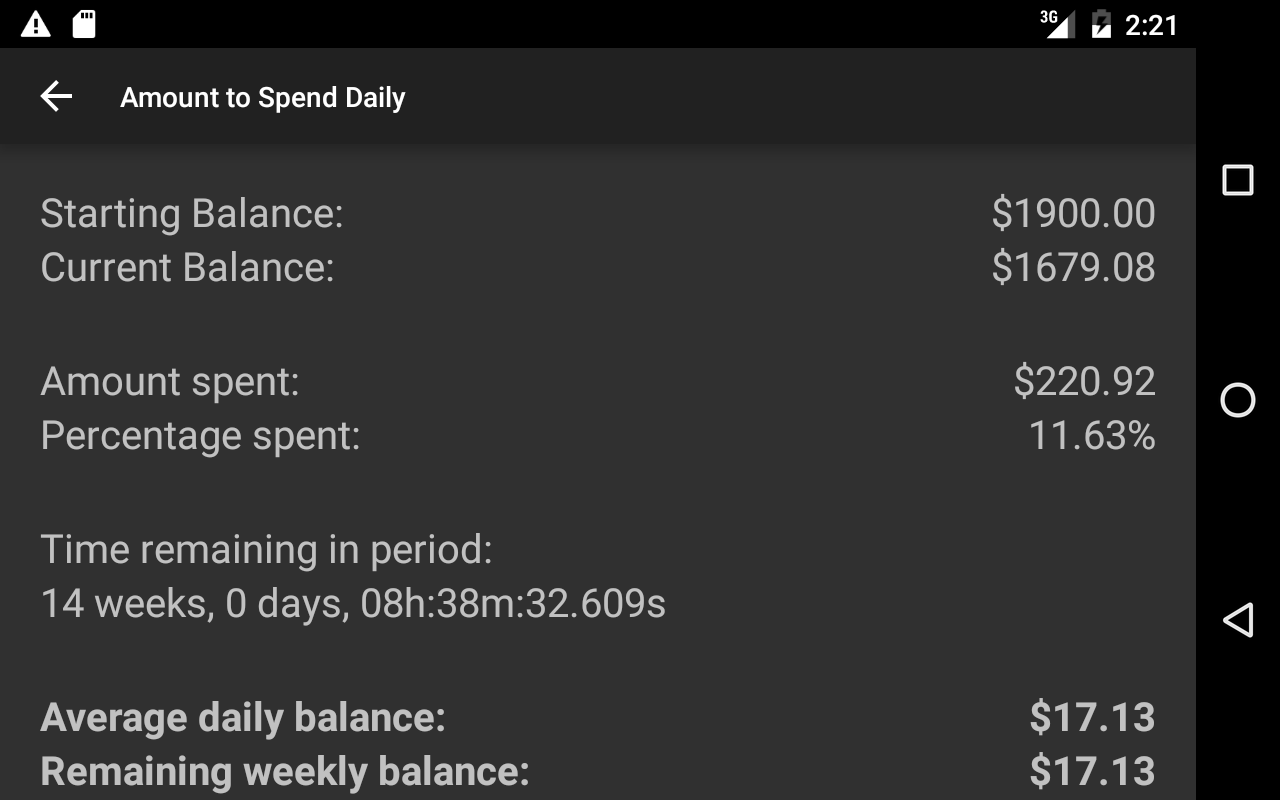 3G 2:21
Amount to Spend Daily
Starting Balance: $1900.00
Current Balance: $1679.08
Amount spent: $220.92
Percentage spent: 11.63%
Time remaining in period:
14 weeks, 0 days, 08h:38m:32.609s
Average daily balance: $17.13
Remaining weekly balance: $17.13